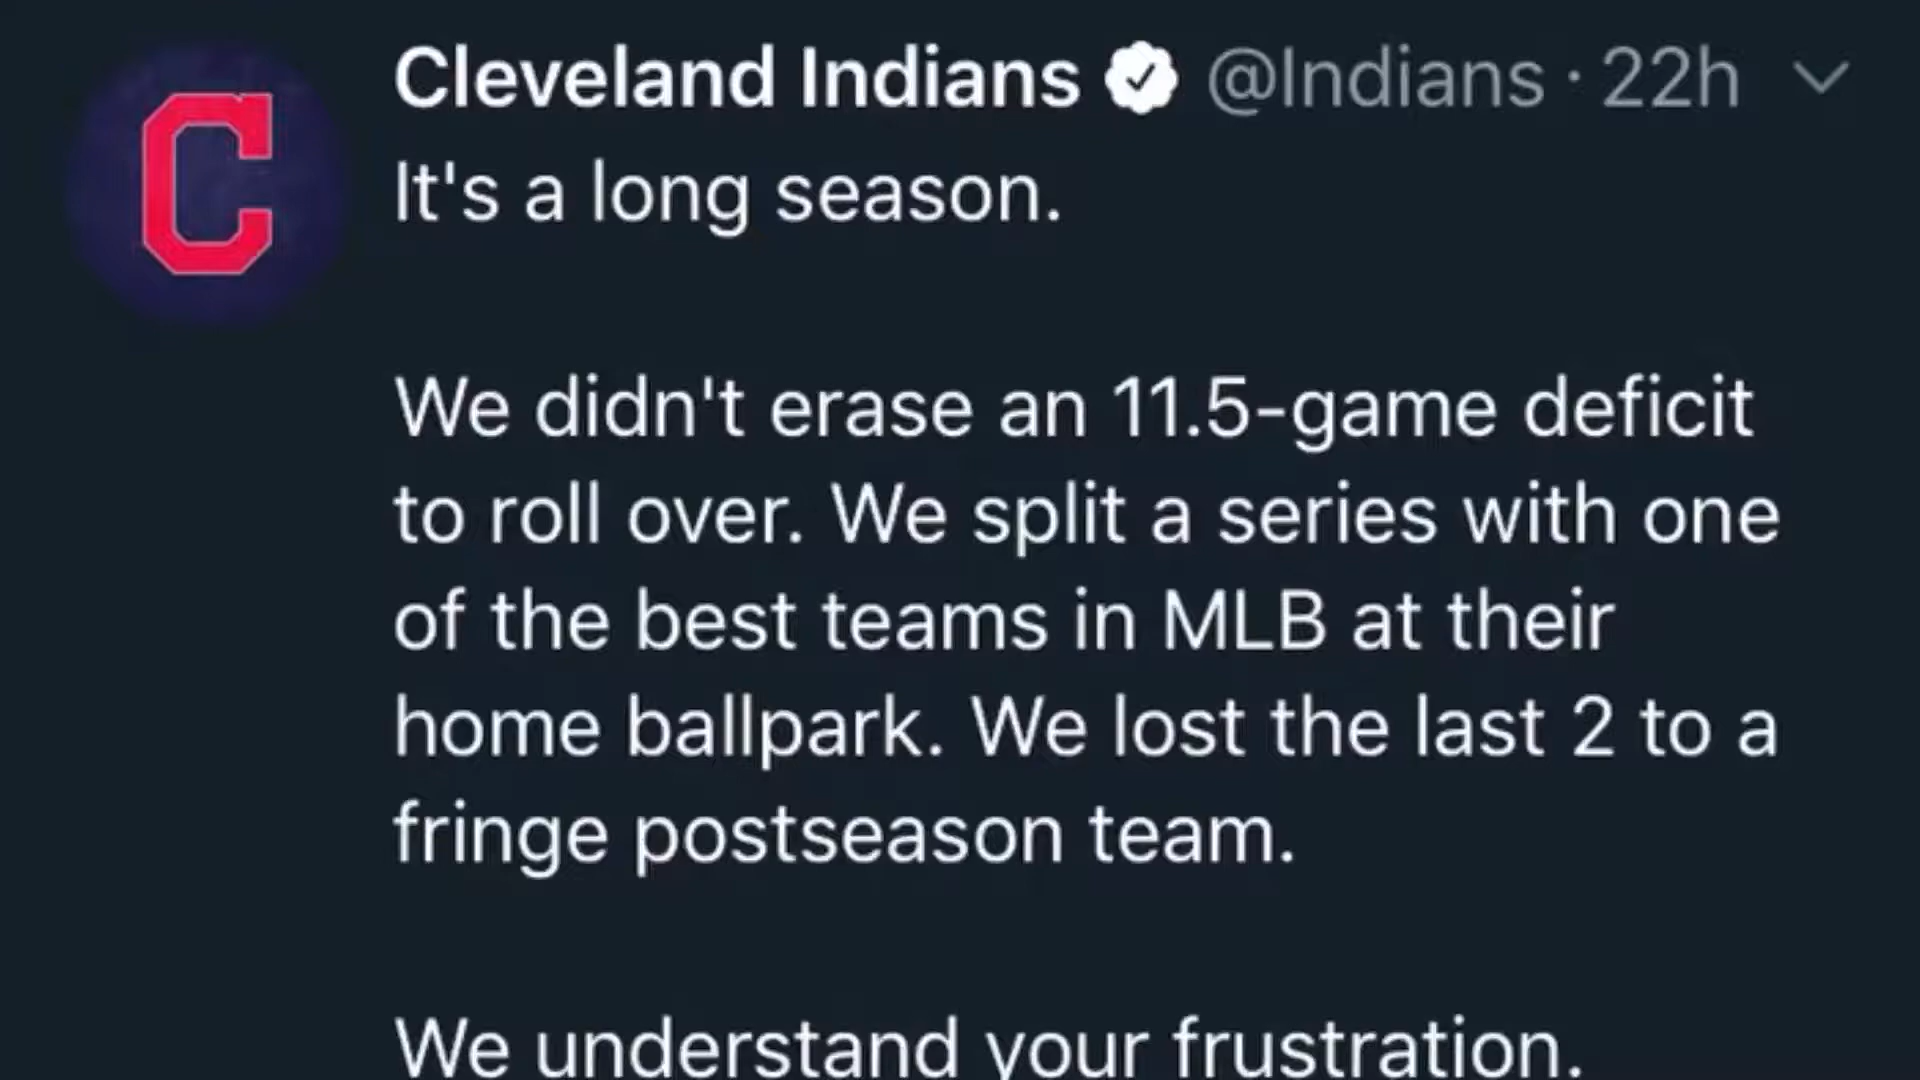 Cleveland Indians @Indians · 22h
It's a long season.
We didn't erase an 11.5-game deficit
to roll over. We split a series with one
of the best teams in MLB at their
home ballpark. We lost the last 2 to a
fringe postseason team.
We understand your frustration.